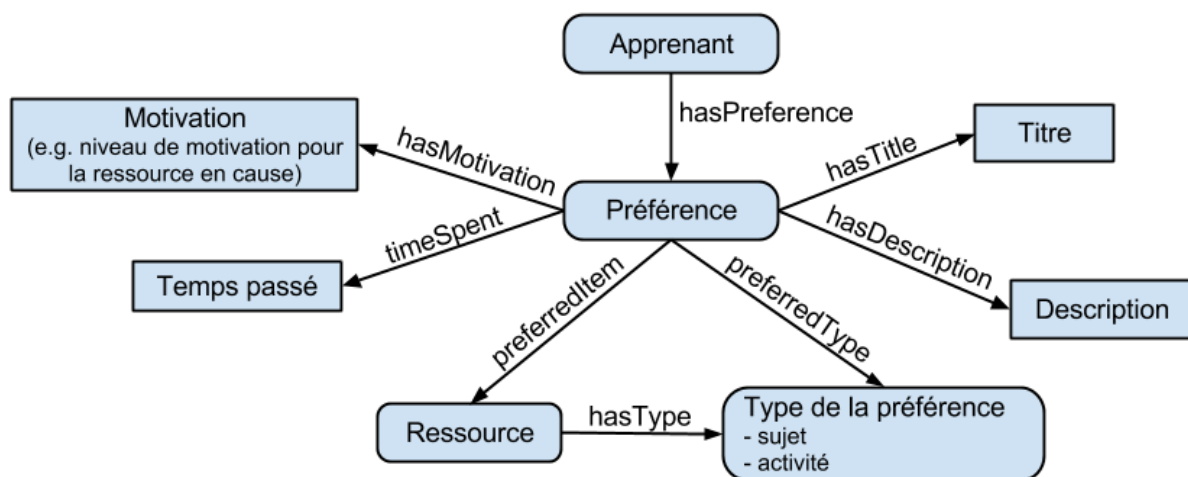 Apprenant
hasPreference
Motivation
(e.g. niveau de motivation pour
la ressource en cause)
hasMotivation
hasTitle
Titre
Préférence
timeSpent
hasDescription
Temps passé
preferredItem
preferredType
Description
Ressource
hasType
Type de la préférence
- sujet
- activité